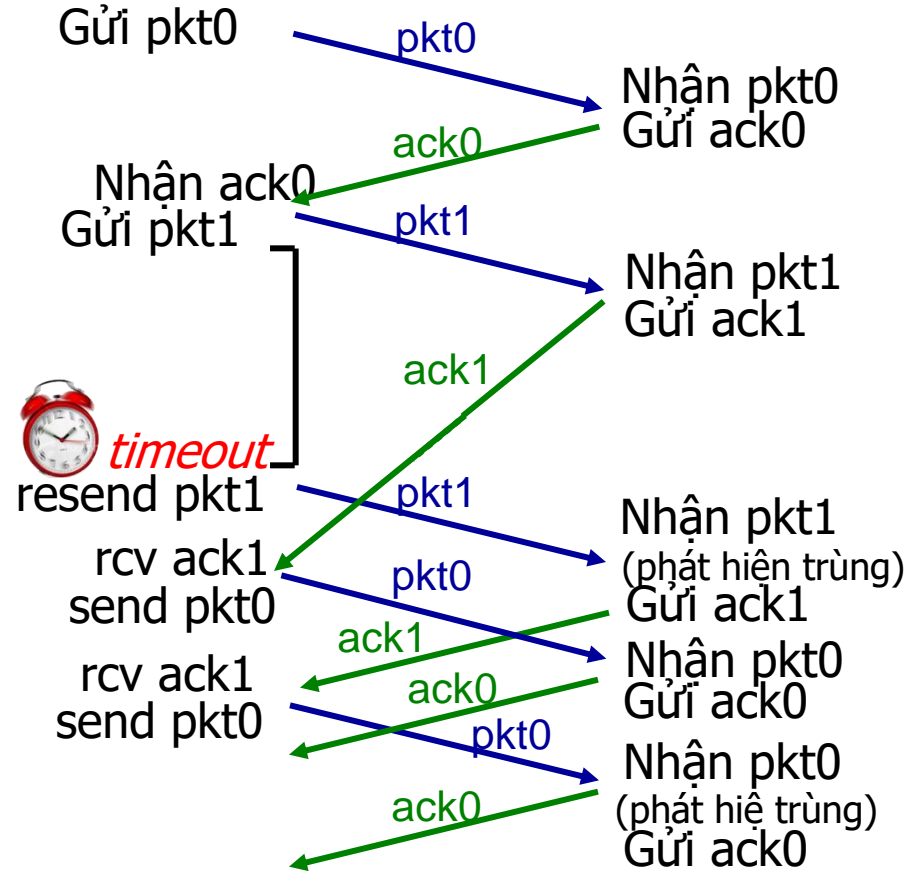 Gửi pkt0
pkt0
Nhận pkt0
Gửi ack0
ack0
Nhận ack0
Gửi pkt1
pkt1
Nhận pkt1
Gửi ack1
ack1
timeout
resend pkt1
pkt1
Nhận pkt1
(phát hiện trùng)
Gửi ack1
rcv ack1
send pkt0
pkt0
ack1
Nhận pkt0
Gửi ack0
rcv ack1
send pkt0
ack0
pkt0
Nhận pkt0
(phát hiê trùng)
Gửi ack0
ack0